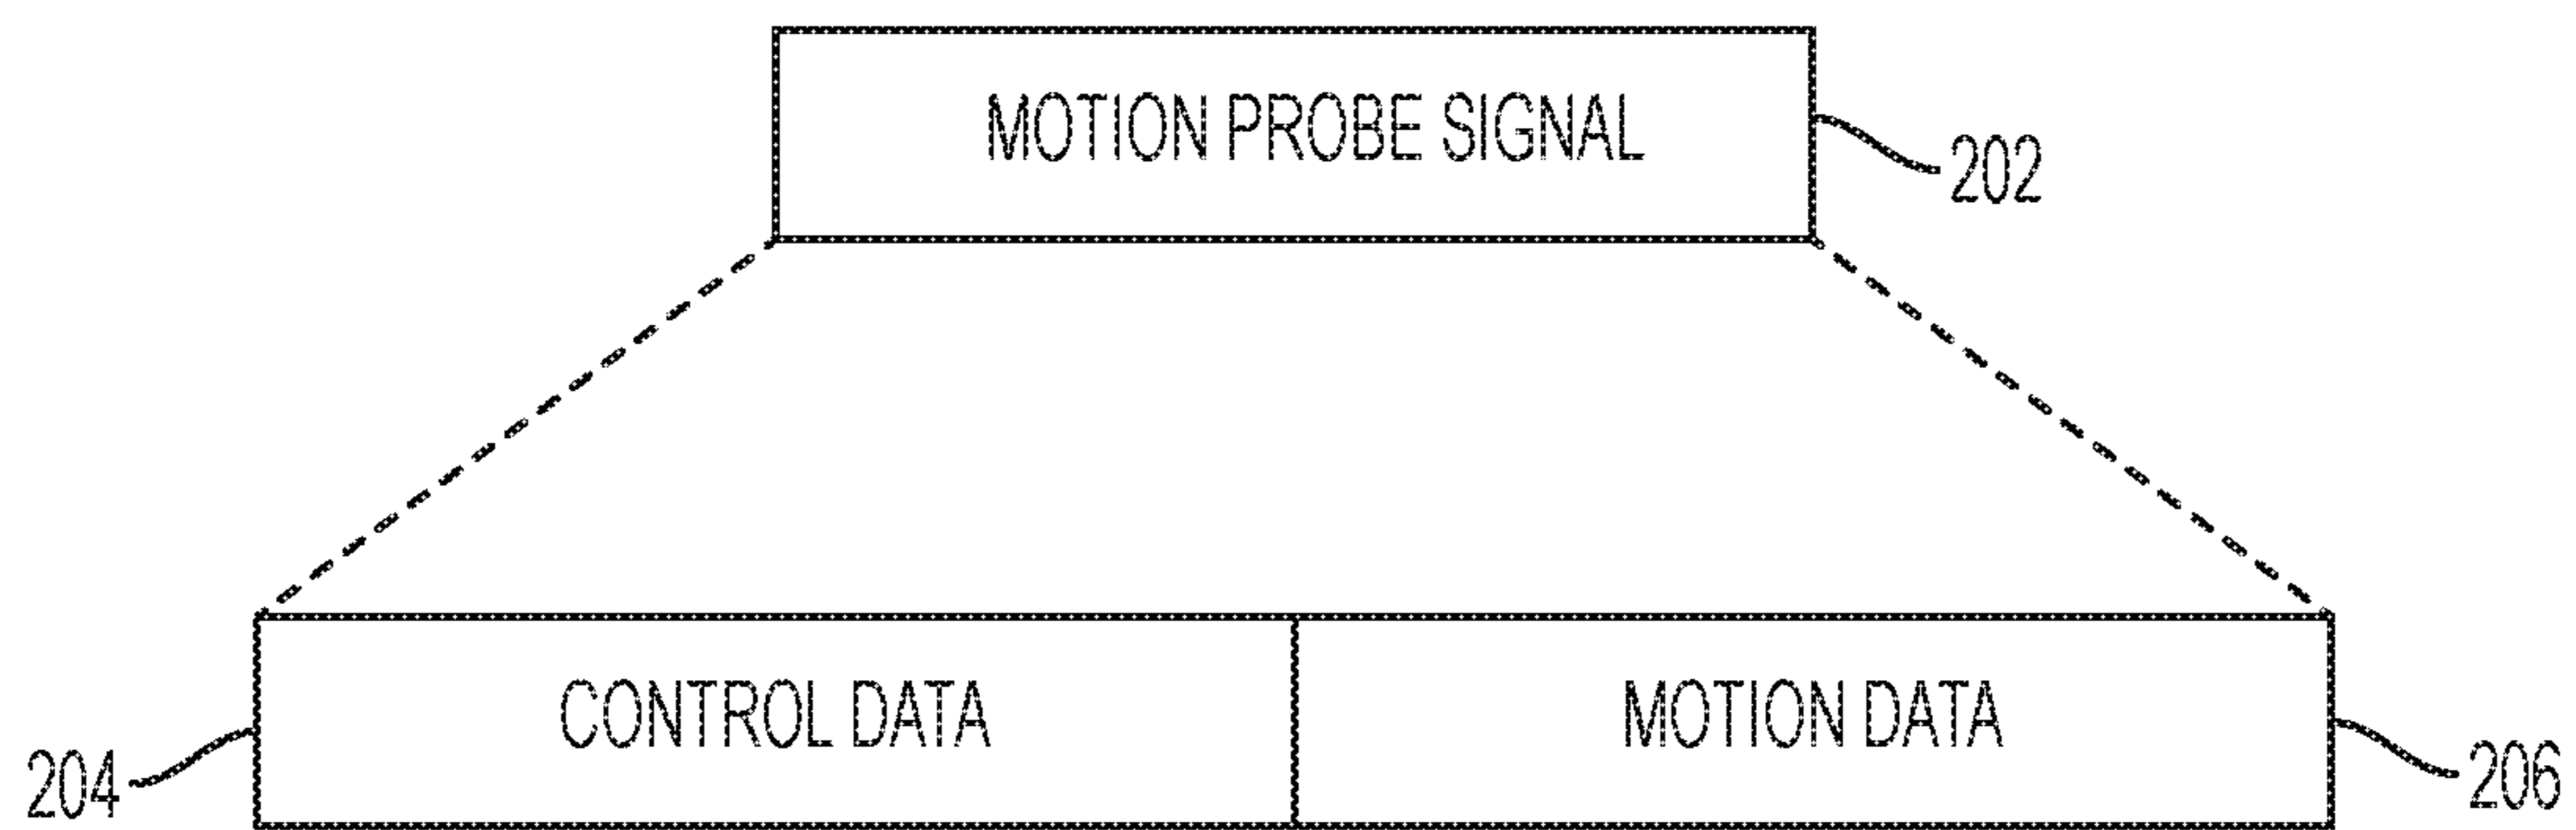 MOTION PROBE SIGNAL
202
CONTROL DATA
MOTION DATA
204
206